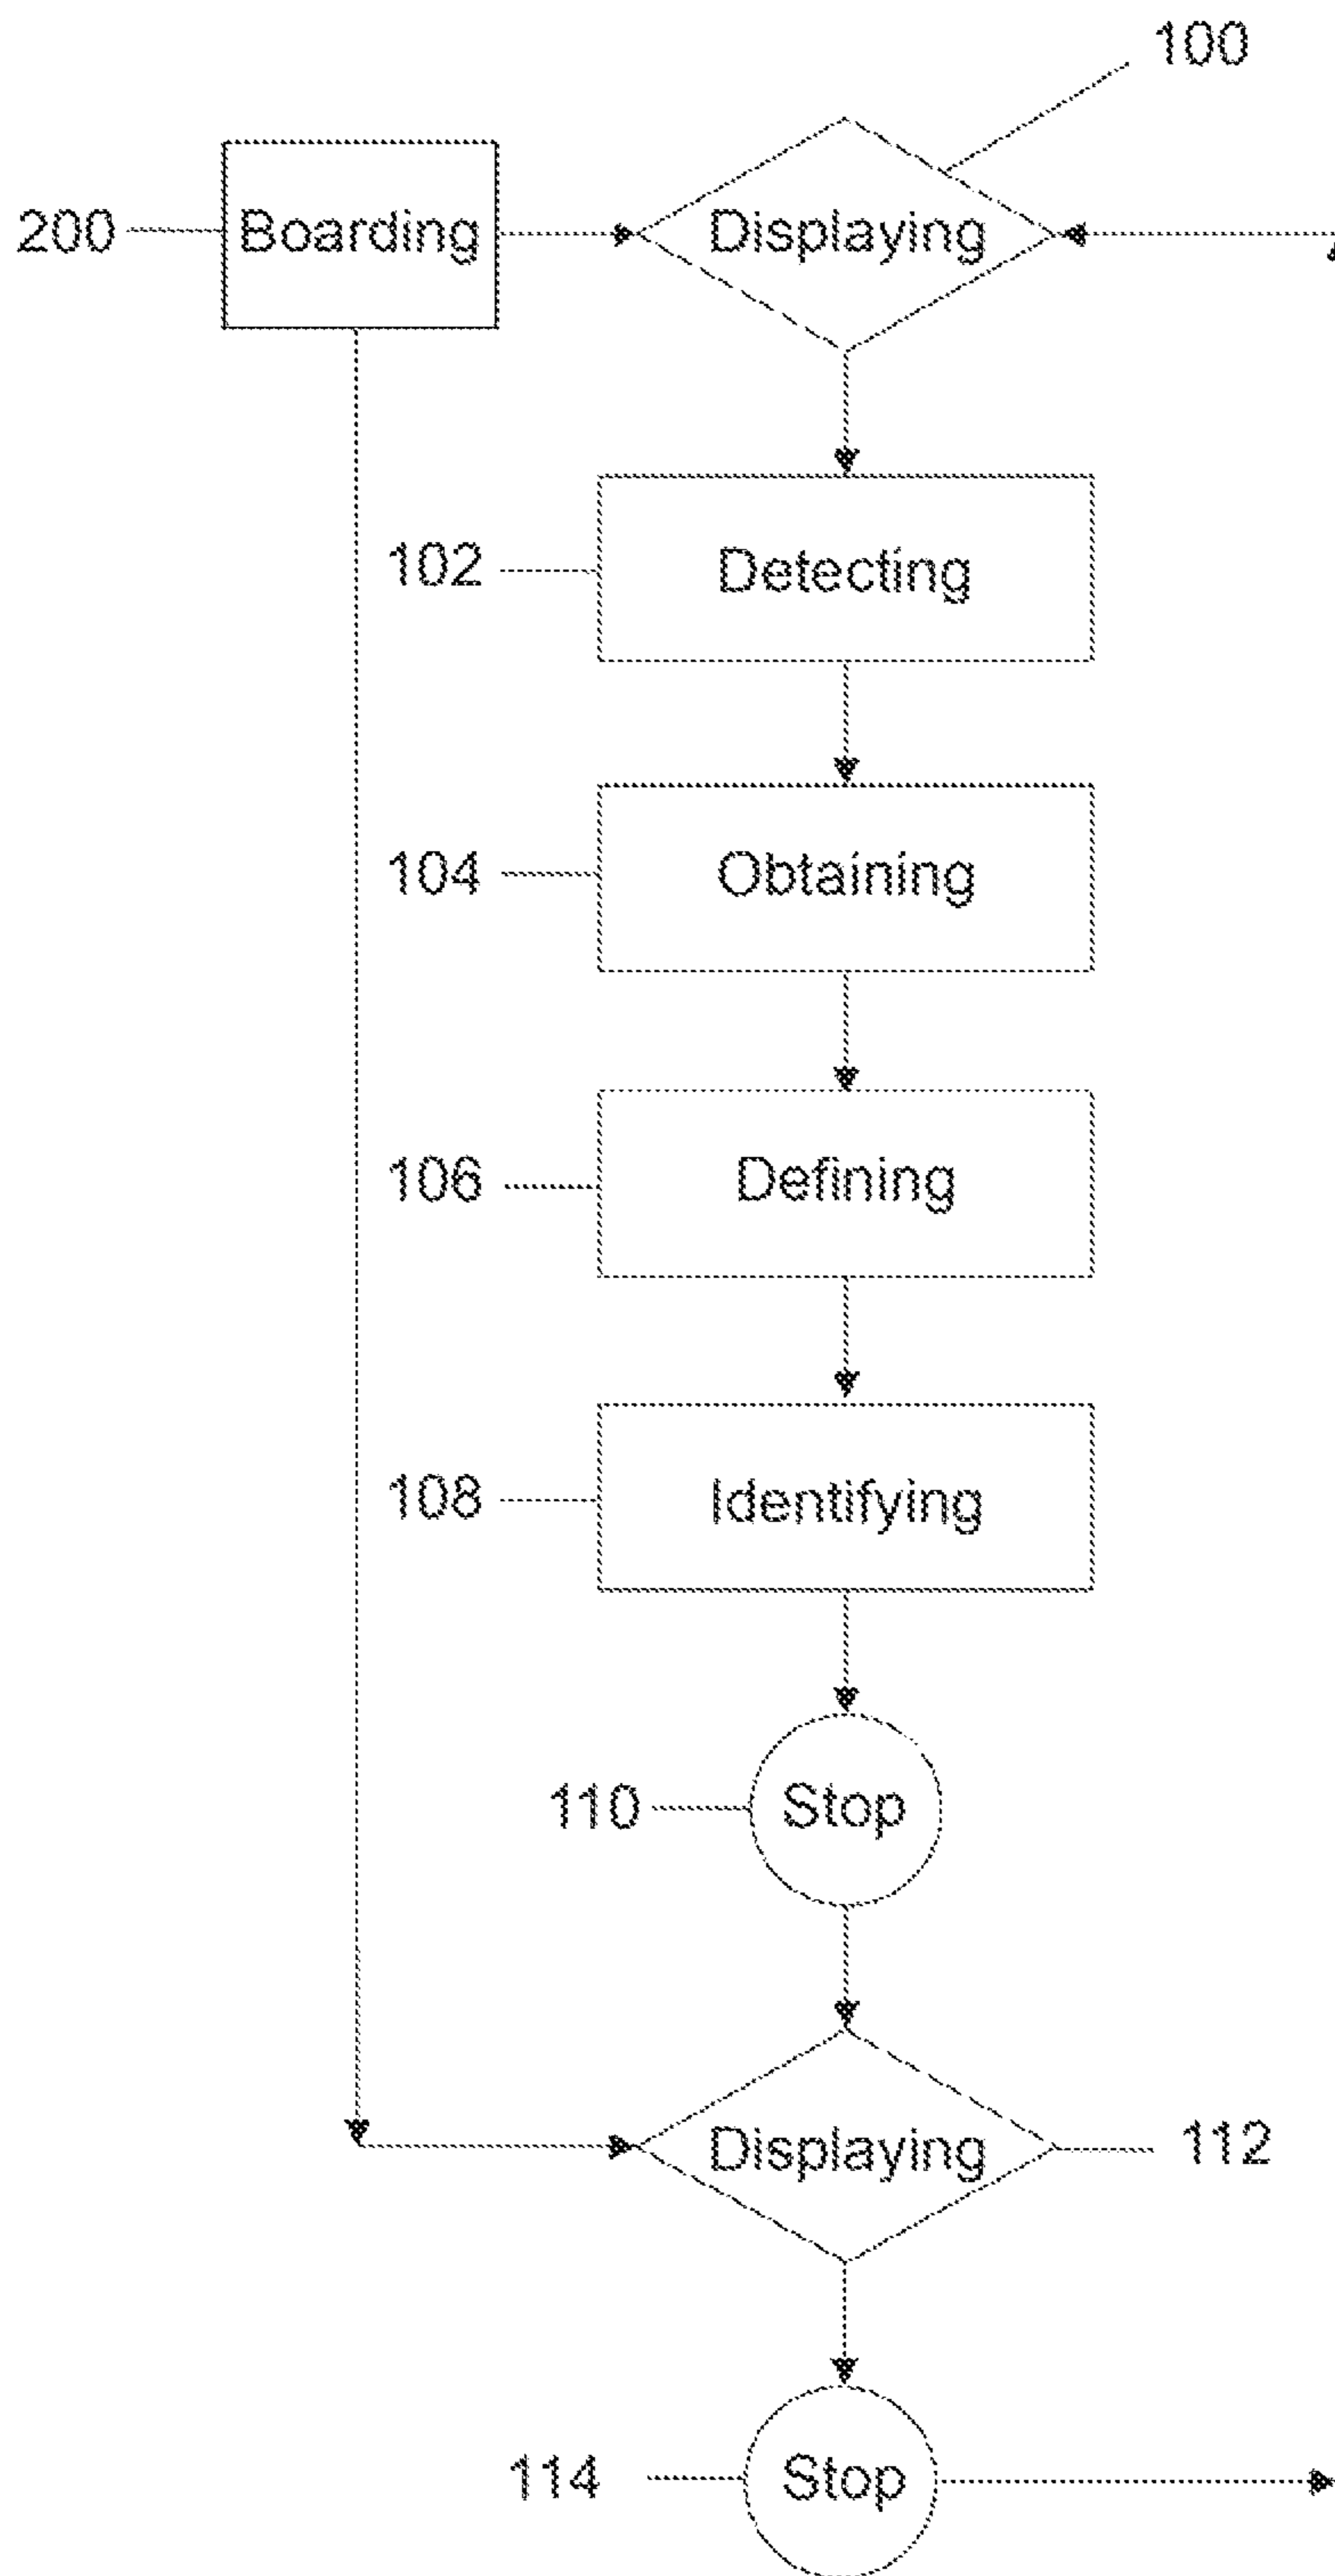 100
200 Boarding Displaying
102 Detecting
104 Obtaining
106 Defining
108 Identifying
110 Stop
Displaying 112
114 Stop